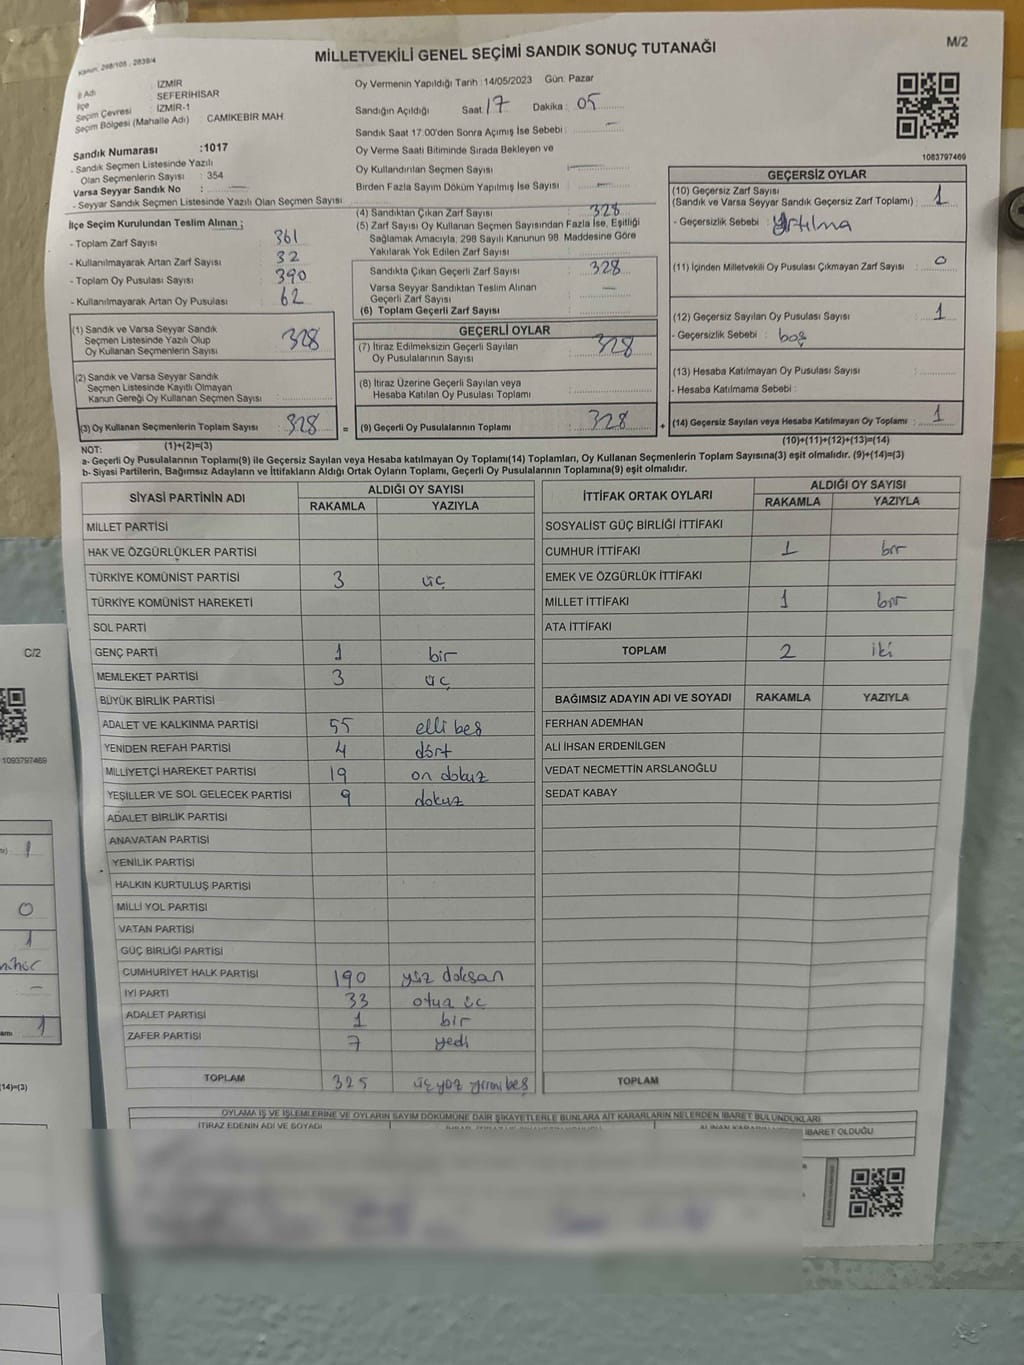 MİLLETVEKİLİ GENEL SEÇİMİ SANDIK SONUÇ TUTANAĞI
M/2
Kanun: 298/105 , 2839/4
İl Adı : İZMİR
İlçe : SEFERİHİSAR
Seçim Çevresi : İZMİR-1
Seçim Bölgesi (Mahalle Adı) : CAMİKEBİR MAH.
Sandık Numarası :1017
- Sandık Seçmen Listesinde Yazılı
Olan Seçmenlerin Sayısı : 354
Varsa Seyyar Sandık No :
- Seyyar Sandık Seçmen Listesinde Yazılı Olan Seçmen Sayısı
Oy Vermenin Yapıldığı Tarih : 14/05/2023 Gün: Pazar
Sandığın Açıldığı Saat : 17 Dakika : 05
Sandık Saat 17.00'den Sonra Açılmış İse Sebebi : —
Oy Verme Saati Bitiminde Sırada Bekleyen ve
Oy Kullandırılan Seçmen Sayısı : —
Birden Fazla Sayım Döküm Yapılmış İse Sayısı : —
1083797469
İlçe Seçim Kurulundan Teslim Alınan ;
- Toplam Zarf Sayısı : 361
- Kullanılmayarak Artan Zarf Sayısı : 32
- Toplam Oy Pusulası Sayısı : 390
- Kullanılmayarak Artan Oy Pusulası : 62
(1) Sandık ve Varsa Seyyar Sandık
Seçmen Listesinde Yazılı Olup
Oy Kullanan Seçmenlerin Sayısı : 328
(2) Sandık ve Varsa Seyyar Sandık
Seçmen Listesinde Kayıtlı Olmayan
Kanun Gereği Oy Kullanan Seçmen Sayısı :
(3) Oy Kullanan Seçmenlerin Toplam Sayısı : 328 =
(1)+(2)=(3)
(4) Sandıktan Çıkan Zarf Sayısı : 328
(5) Zarf Sayısı Oy Kullanan Seçmen Sayısından Fazla İse, Eşitliği
Sağlamak Amacıyla, 298 Sayılı Kanunun 98. Maddesine Göre
Yakılarak Yok Edilen Zarf Sayısı :
Sandıkta Çıkan Geçerli Zarf Sayısı : 328
Varsa Seyyar Sandıktan Teslim Alınan
Geçerli Zarf Sayısı : —
(6) Toplam Geçerli Zarf Sayısı :
GEÇERLİ OYLAR
(7) İtiraz Edilmeksizin Geçerli Sayılan
Oy Pusulalarının Sayısı : 328
(8) İtiraz Üzerine Geçerli Sayılan veya
Hesaba Katılan Oy Pusulası Toplamı :
(9) Geçerli Oy Pusulalarının Toplamı : 328 +
GEÇERSİZ OYLAR
(10) Geçersiz Zarf Sayısı
(Sandık ve Varsa Seyyar Sandık Geçersiz Zarf Toplamı) : 1
- Geçersizlik Sebebi : yırtılma
(11) İçinden Milletvekili Oy Pusulası Çıkmayan Zarf Sayısı : 0
(12) Geçersiz Sayılan Oy Pusulası Sayısı : 1
- Geçersizlik Sebebi : boş
(13) Hesaba Katılmayan Oy Pusulası Sayısı :
- Hesaba Katılmama Sebebi :
(14) Geçersiz Sayılan veya Hesaba Katılmayan Oy Toplamı : 1
(10)+(11)+(12)+(13)=(14)
NOT:
a- Geçerli Oy Pusulalarının Toplamı(9) ile Geçersiz Sayılan veya Hesaba Katılmayan Oy Toplamı(14) Toplamları, Oy Kullanan Seçmenlerin Toplam Sayısına(3) eşit olmalıdır. (9)+(14)=(3)
b- Siyasi Partilerin, Bağımsız Adayların ve İttifakların Aldığı Ortak Oyların Toplamı, Geçerli Oy Pusulalarının Toplamına(9) eşit olmalıdır.
SİYASİ PARTİNİN ADI ALDIĞI OY SAYISI
RAKAMLA YAZIYLA
MİLLET PARTİSİ
HAK VE ÖZGÜRLÜKLER PARTİSİ
TÜRKİYE KOMÜNİST PARTİSİ 3 üç
TÜRKİYE KOMÜNİST HAREKETİ
SOL PARTİ
GENÇ PARTİ 1 bir
MEMLEKET PARTİSİ 3 üç
BÜYÜK BİRLİK PARTİSİ
ADALET VE KALKINMA PARTİSİ 55 elli beş
YENİDEN REFAH PARTİSİ 4 dört
MİLLİYETÇİ HAREKET PARTİSİ 19 on dokuz
YEŞİLLER VE SOL GELECEK PARTİSİ 9 dokuz
ADALET BİRLİK PARTİSİ
ANAVATAN PARTİSİ
YENİLİK PARTİSİ
HALKIN KURTULUŞ PARTİSİ
MİLLİ YOL PARTİSİ
VATAN PARTİSİ
GÜÇ BİRLİĞİ PARTİSİ
CUMHURİYET HALK PARTİSİ 190 yüz doksan
İYİ PARTİ 33 otuz üç
ADALET PARTİSİ 1 bir
ZAFER PARTİSİ 7 yedi
TOPLAM 325 üç yüz yirmi beş
İTTİFAK ORTAK OYLARI ALDIĞI OY SAYISI
RAKAMLA YAZIYLA
SOSYALİST GÜÇ BİRLİĞİ İTTİFAKI
CUMHUR İTTİFAKI 1 bir
EMEK VE ÖZGÜRLÜK İTTİFAKI
MİLLET İTTİFAKI 1 bir
ATA İTTİFAKI
TOPLAM 2 iki
BAĞIMSIZ ADAYIN ADI VE SOYADI RAKAMLA YAZIYLA
FERHAN ADEMHAN
ALİ İHSAN ERDENİLGEN
VEDAT NECMETTİN ARSLANOĞLU
SEDAT KABAY
TOPLAM
OYLAMA İŞ VE İŞLEMLERİNE VE OYLARIN SAYIM DÖKÜMÜNE DAİR ŞİKAYETLERLE BUNLARA AİT KARARLARIN NELERDEN İBARET BULUNDUKLARI
İTİRAZ EDENİN ADI VE SOYADI
İBARET OLDUĞU
C/2
1093797469
1
0
1
—
1
(14)=(3)